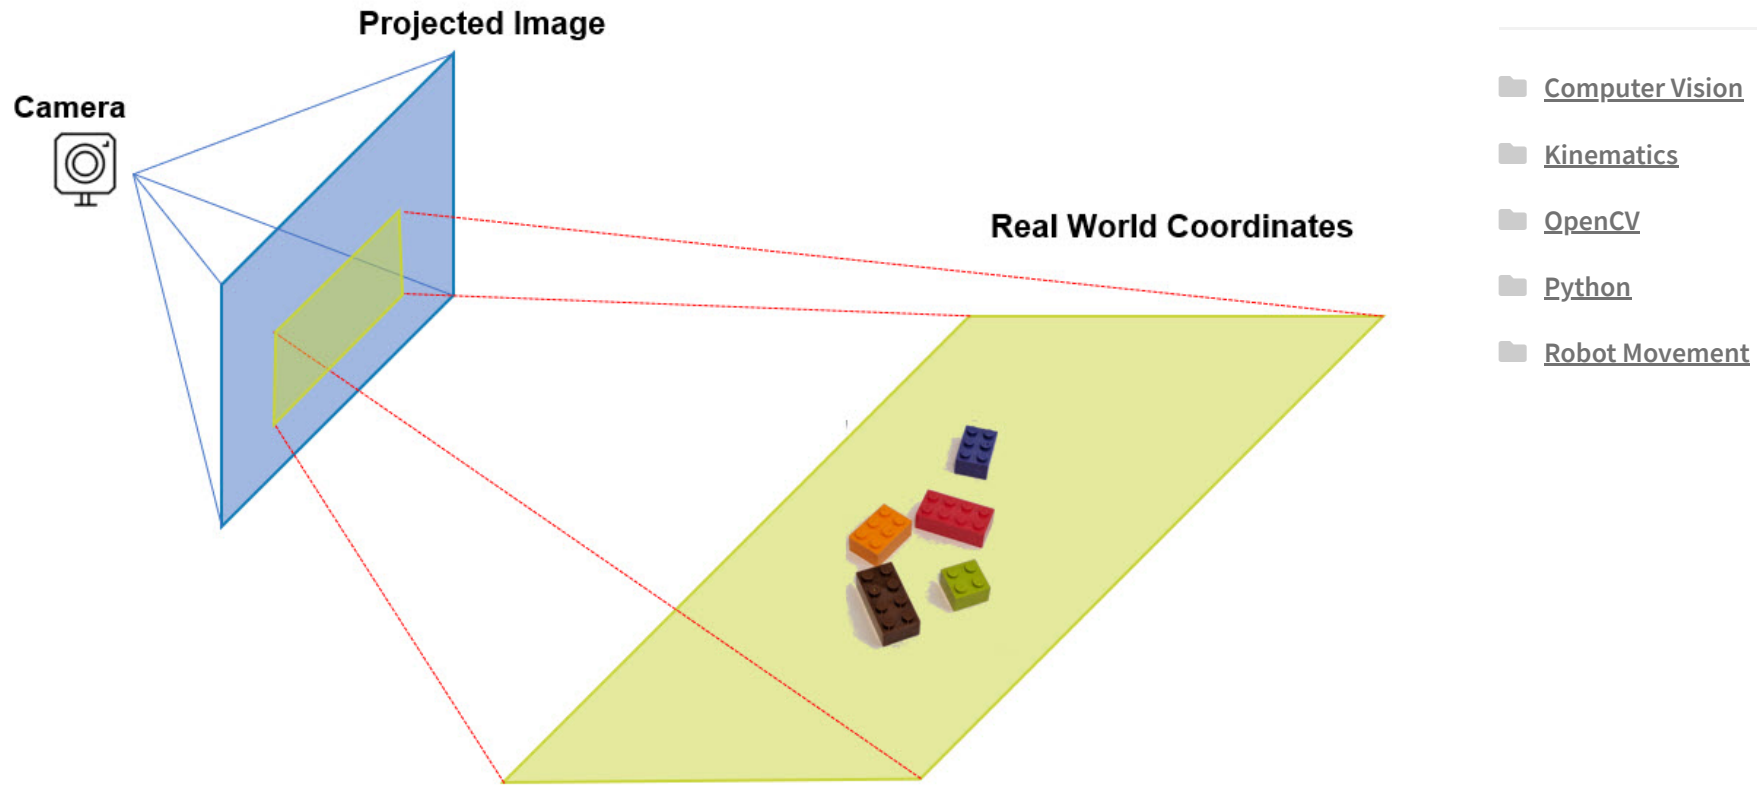 Projected Image
Camera
Real World Coordinates
Computer Vision
Kinematics
OpenCV
Python
Robot Movement